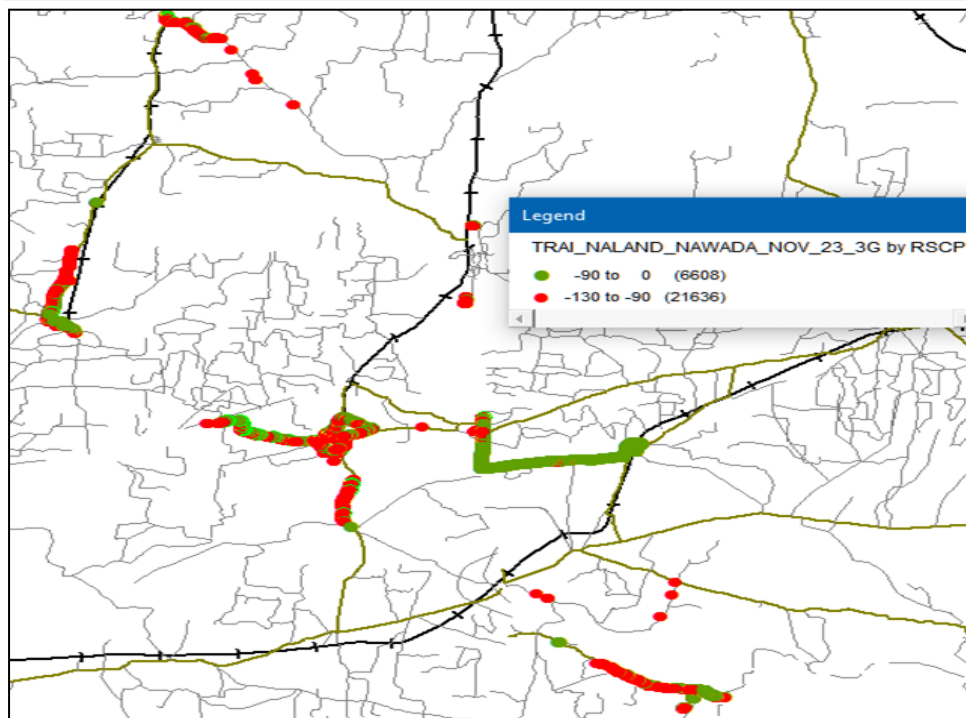 Legend
TRAI_NALAND_NAWADA_NOV_23_3G by RSCP
-90 to 0 (6608)
-130 to -90 (21636)